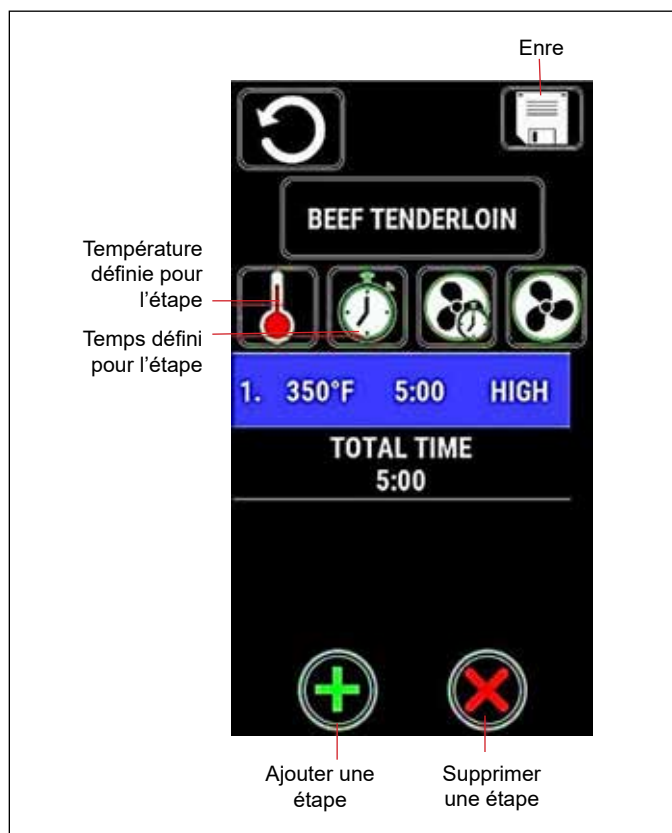 Enre
BEEF TENDERLOIN
Température
définie pour
l’étape
Temps défini
pour l’étape
1. 350°F 5:00 HIGH
TOTAL TIME
5:00
Ajouter une
étape
Supprimer
une étape